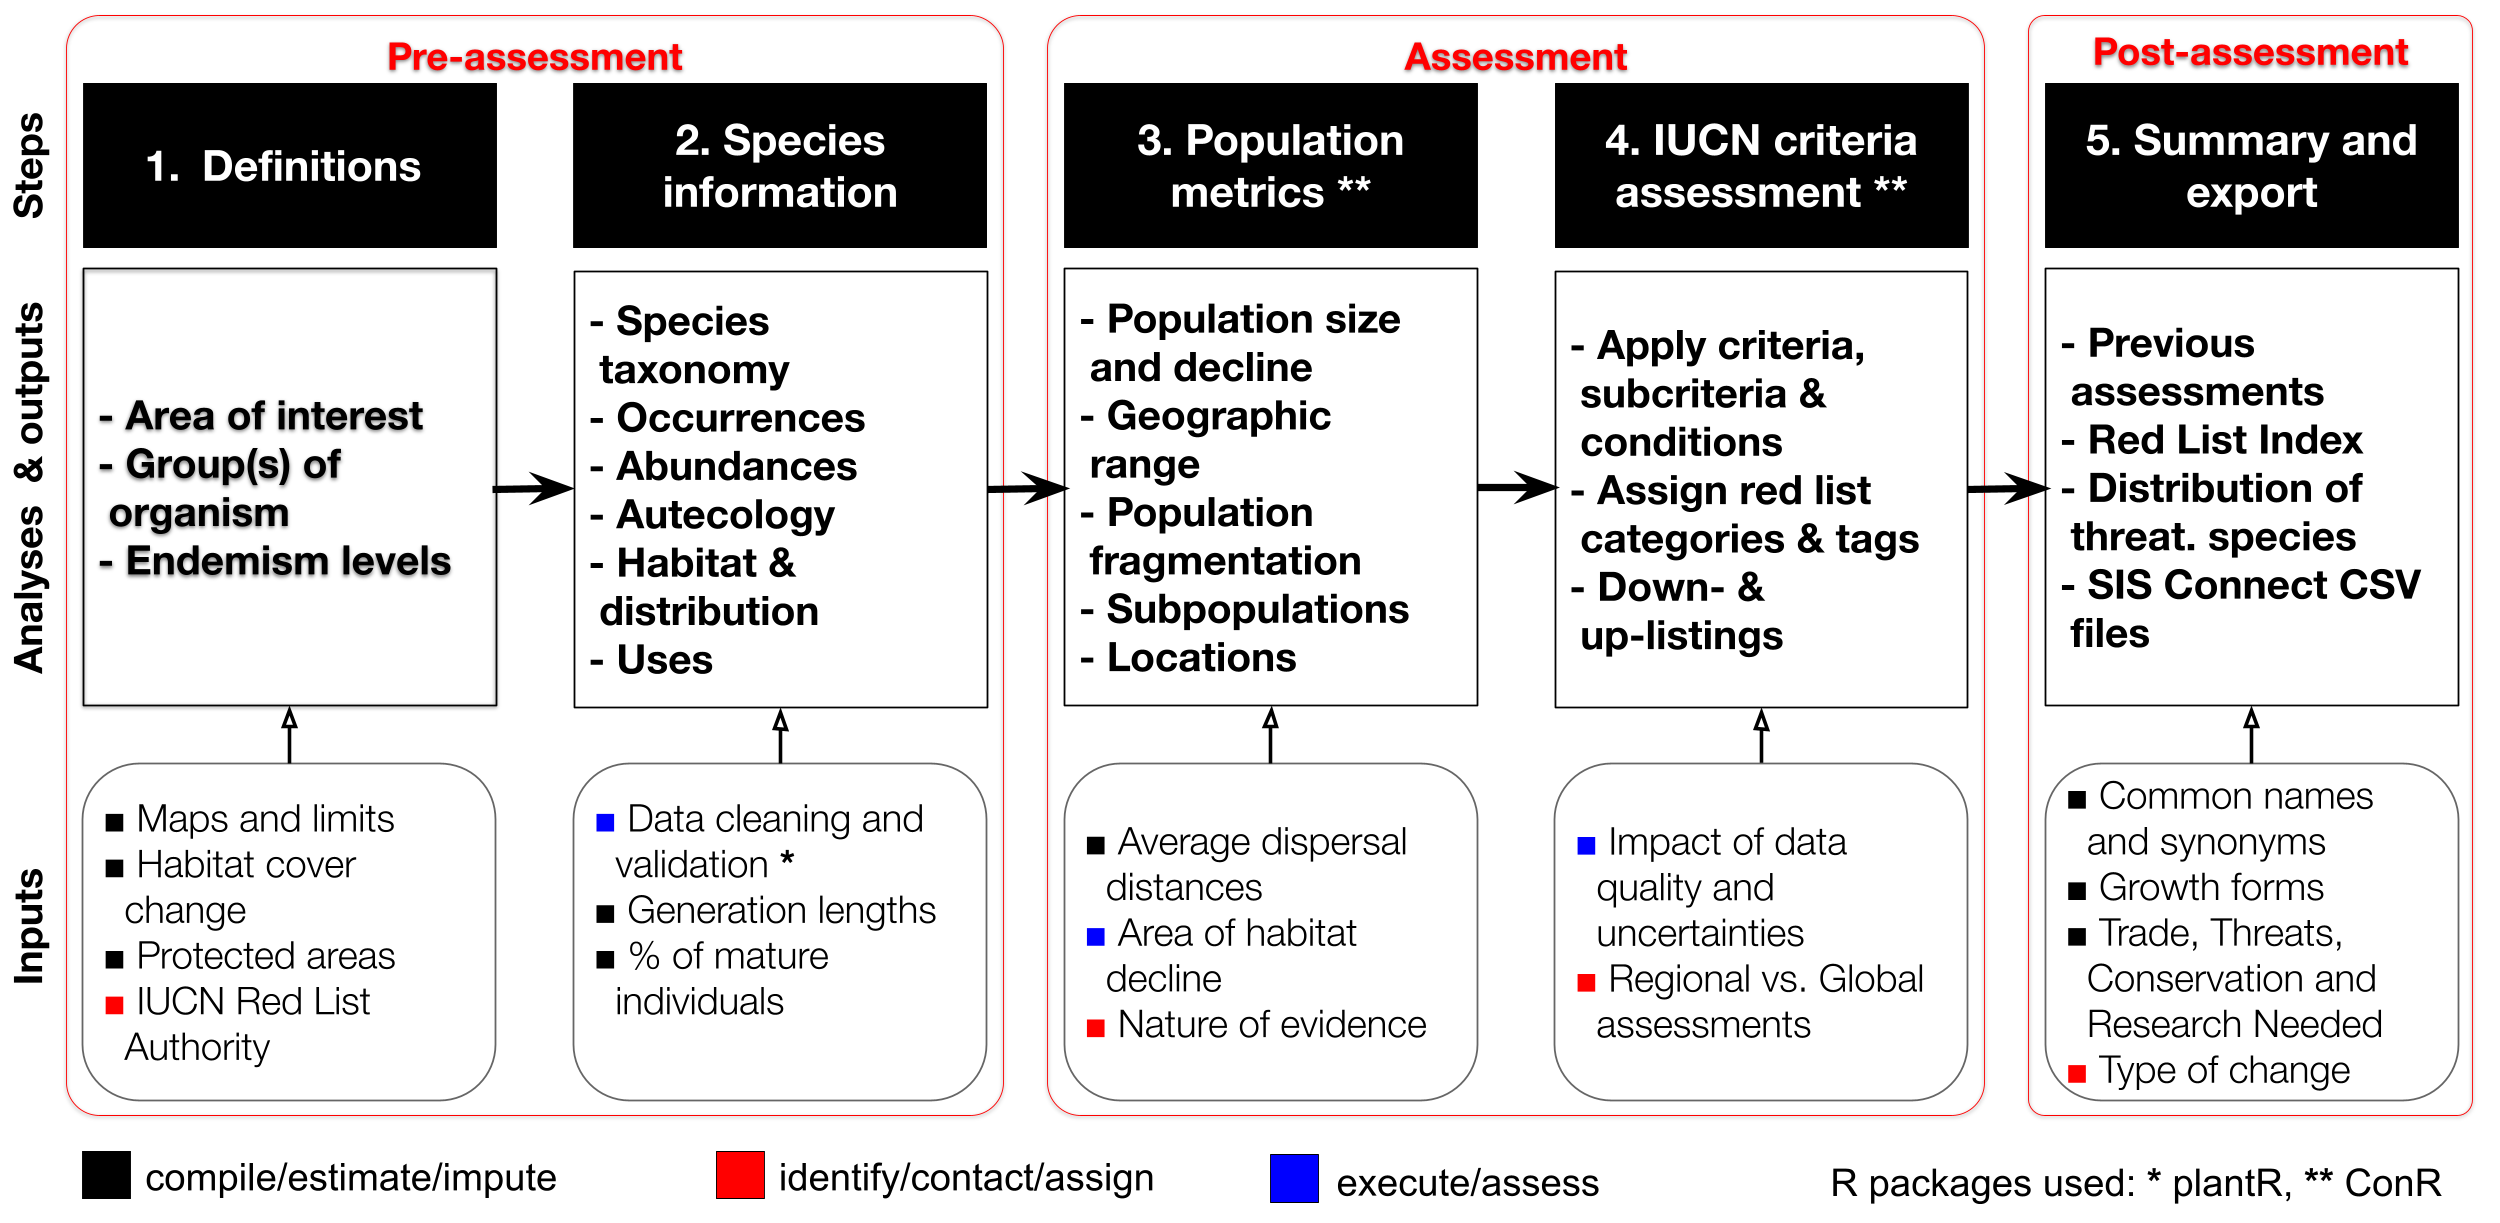 Pre-assessment
Assessment
Post-assessment
Steps
1. Definitions
2. Species
information
3. Population
metrics **
4. IUCN criteria
assessment **
5. Summary and
export
Analyses & outputs
- Area of interest
- Group(s) of
organism
- Endemism levels
- Species
taxonomy
- Occurrences
- Abundances
- Autecology
- Habitat &
distribution
- Uses
- Population size
and decline
- Geographic
range
- Population
fragmentation
- Subpopulations
- Locations
- Apply criteria,
subcriteria &
conditions
- Assign red list
categories & tags
- Down- &
up-listings
- Previous
assessments
- Red List Index
- Distribution of
threat. species
- SIS Connect CSV
files
Inputs
■ Maps and limits
■ Habitat cover
change
■ Protected areas
■ IUCN Red List
Authority
■ Data cleaning and
validation *
■ Generation lengths
■ % of mature
individuals
■ Average dispersal
distances
■ Area of habitat
decline
■ Nature of evidence
■ Impact of data
quality and
uncertainties
■ Regional vs. Global
assessments
■ Common names
and synonyms
■ Growth forms
■ Trade, Threats,
Conservation and
Research Needed
■ Type of change
compile/estimate/impute
identify/contact/assign
execute/assess
R packages used: * plantR, ** ConR